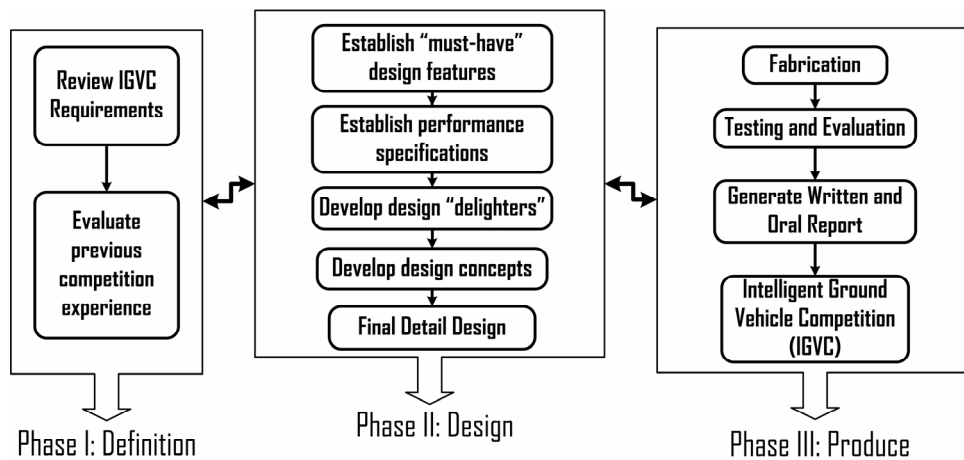 Review IGVC
Requirements
Evaluate
previous
competition
experience
Phase I: Definition
Establish “must-have”
design features
Establish performance
specifications
Develop design “delighters”
Develop design concepts
Final Detail Design
Phase II: Design
Fabrication
Testing and Evaluation
Generate Written and
Oral Report
Intelligent Ground
Vehicle Competition
(IGVC)
Phase III: Produce